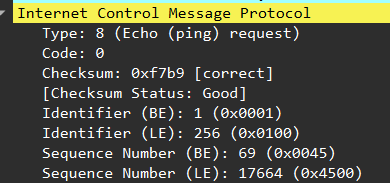 Internet Control Message Protocol
Type: 8 (Echo (ping) request)
Code: 0
Checksum: 0xf7b9 [correct]
[Checksum Status: Good]
Identifier (BE): 1 (0x0001)
Identifier (LE): 256 (0x0100)
Sequence Number (BE): 69 (0x0045)
Sequence Number (LE): 17664 (0x4500)